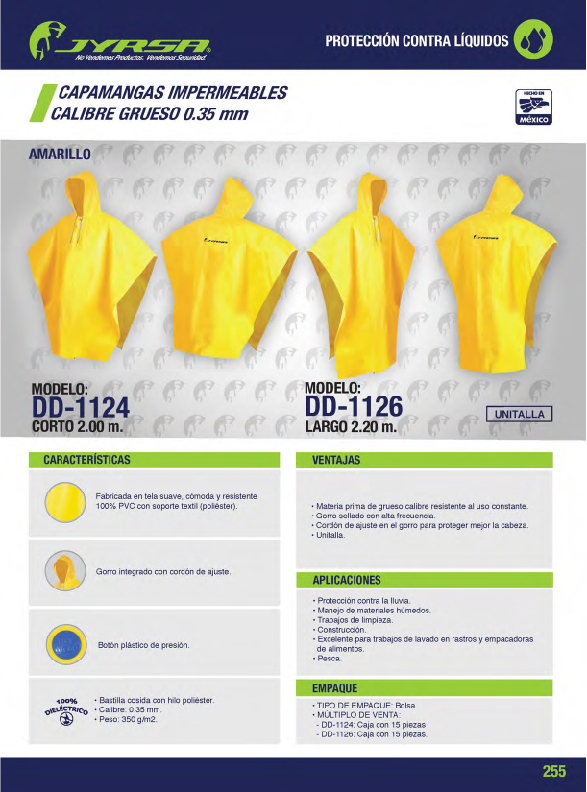 JYRSA®
No Vendemos Productos, Vendemos Seguridad.
PROTECCIÓN CONTRA LÍQUIDOS
CAPAMANGAS IMPERMEABLES
CALIBRE GRUESO 0.35 mm
HECHO EN
MÉXICO
AMARILLO
JYRSA
JYRSA
MODELO:
DD-1124
CORTO 2.00 m.
MODELO:
DD-1126
LARGO 2.20 m.
UNITALLA
CARACTERÍSTICAS
Fabricada en tela suave, cómoda y resistente
100% PVC con soporte textil (poliéster).
Gorro integrado con cordón de ajuste.
Botón plástico de presión.
100%
DIELÉCTRICO
• Bastilla cosida con hilo poliéster.
• Calibre: 0.35 mm.
• Peso: 350 g/m2.
VENTAJAS
• Materia prima de grueso calibre resistente al uso constante.
• Gorro sellado con alta frecuencia.
• Cordón de ajuste en el gorro para proteger mejor la cabeza.
• Unitalla.
APLICACIONES
• Protección contra la lluvia.
• Manejo de materiales húmedos.
• Trabajos de limpieza.
• Construcción.
• Excelente para trabajos de lavado en rastros y empacadoras
de alimentos.
• Pesca.
EMPAQUE
• TIPO DE EMPAQUE: Bolsa
• MÚLTIPLO DE VENTA:
- DD-1124: Caja con 15 piezas
- DD-1126: Caja con 15 piezas.
255